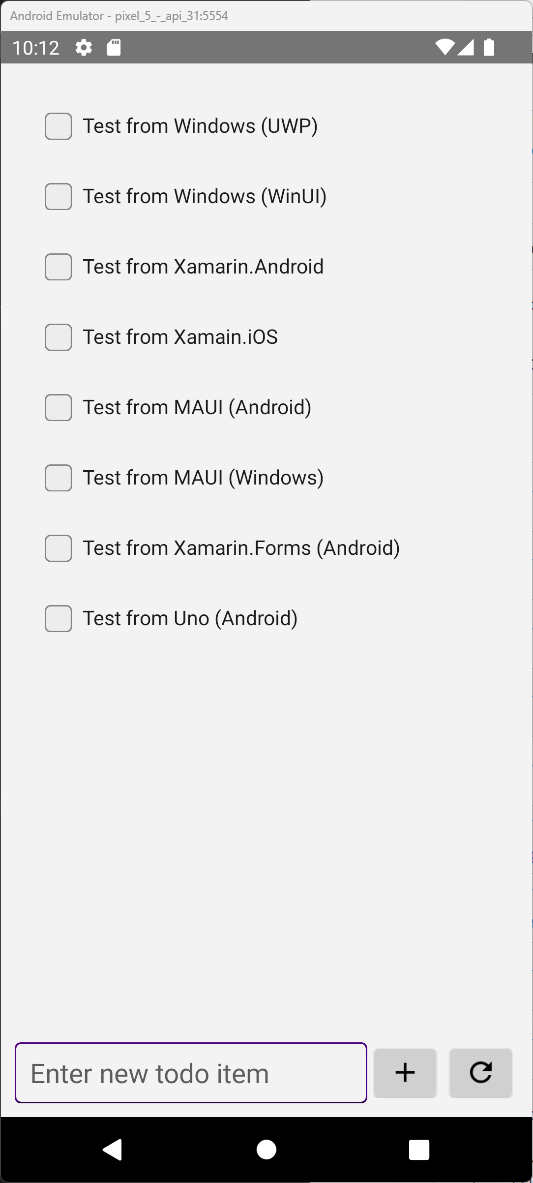 Android Emulator - pixel_5_-_api_31:5554
10:12
Test from Windows (UWP)
Test from Windows (WinUI)
Test from Xamarin.Android
Test from Xamain.iOS
Test from MAUI (Android)
Test from MAUI (Windows)
Test from Xamarin.Forms (Android)
Test from Uno (Android)
Enter new todo item